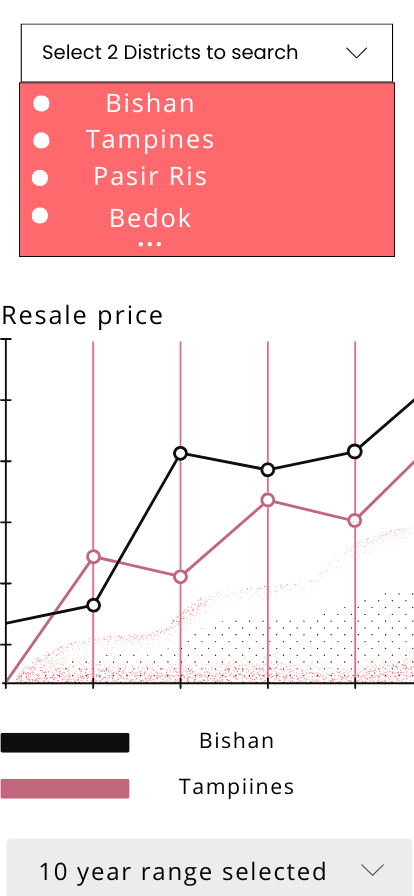 Select 2 Districts to search
Bishan
Tampines
Pasir Ris
Bedok
...
Resale price
Bishan
Tampiines
10 year range selected